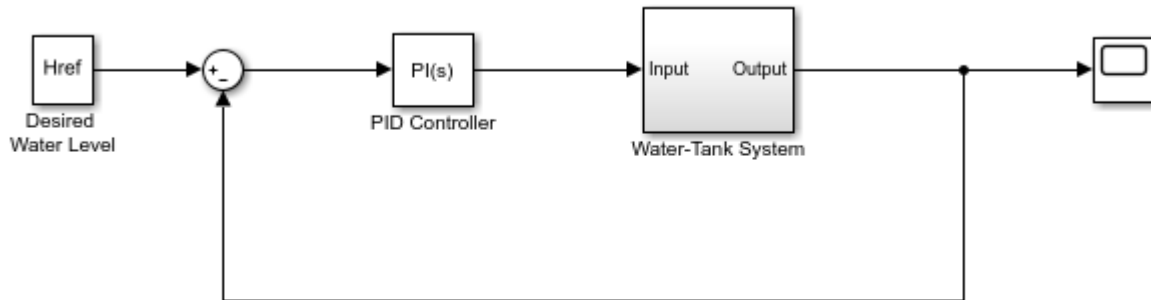 Href
+
−
PI(s)
Input
Output
Desired
Water Level
PID Controller
Water-Tank System